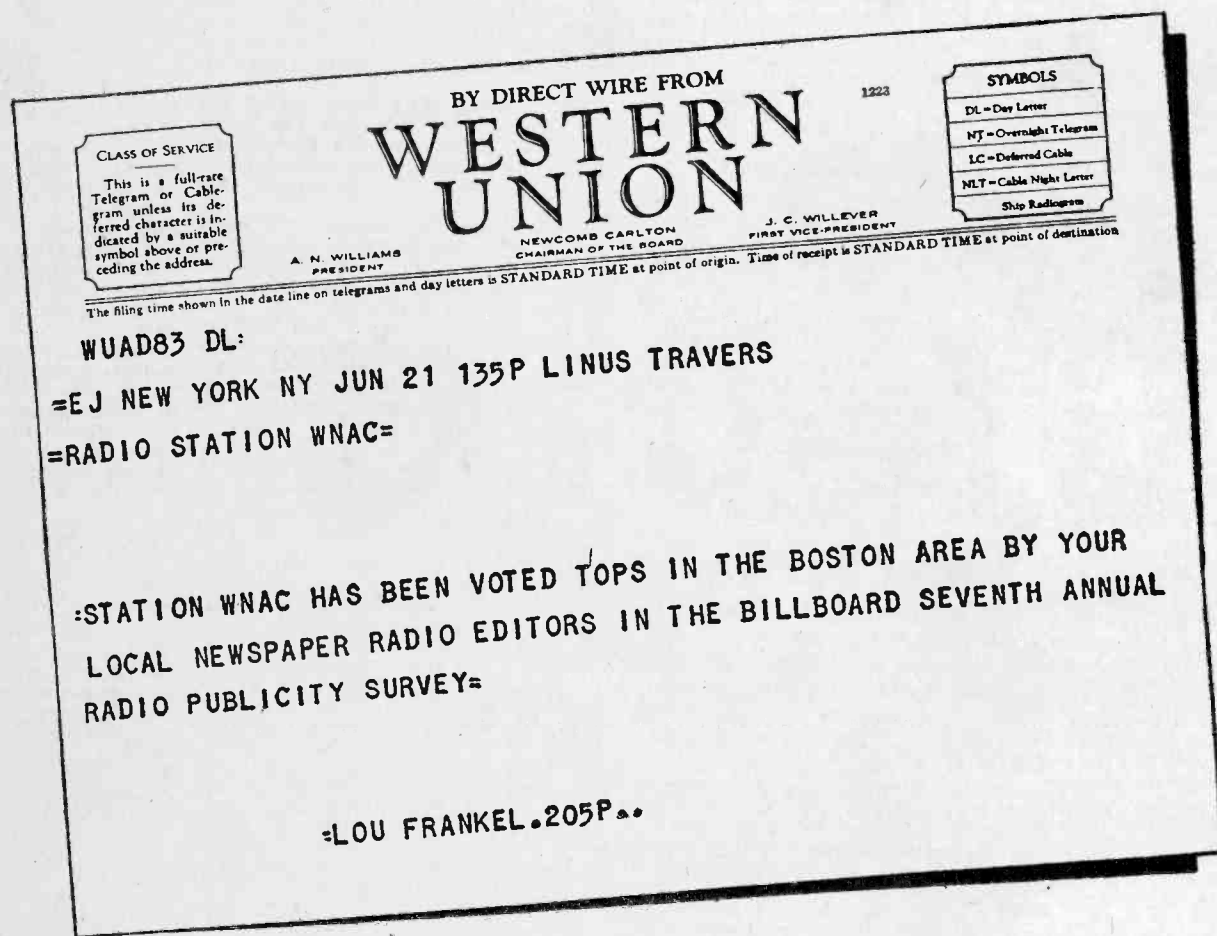 BY DIRECT WIRE FROM
WESTERN
UNION
1223
CLASS OF SERVICE
This is a full-rate
Telegram or Cable-
gram unless its de-
ferred character is in-
dicated by a suitable
symbol above or pre-
ceding the address.
A. N. WILLIAMS
PRESIDENT
NEWCOMB CARLTON
CHAIRMAN OF THE BOARD
J. C. WILLEVER
FIRST VICE-PRESIDENT
SYMBOLS
DL=Day Letter
NT=Overnight Telegram
LC=Deferred Cable
NLT=Cable Night Letter
Ship Radiogram
The filing time shown in the date line on telegrams and day letters is STANDARD TIME at point of origin. Time of receipt is STANDARD TIME at point of destination
WUAD83 DL:
=EJ NEW YORK NY JUN 21 135P LINUS TRAVERS
=RADIO STATION WNAC=
:STATION WNAC HAS BEEN VOTED TOPS IN THE BOSTON AREA BY YOUR
LOCAL NEWSPAPER RADIO EDITORS IN THE BILLBOARD SEVENTH ANNUAL
RADIO PUBLICITY SURVEY=
=LOU FRANKEL.205P..